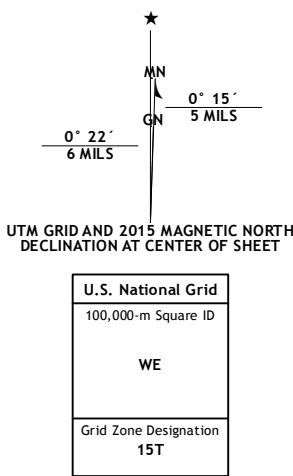 MN
GN
0° 15´
5 MILS
0° 22´
6 MILS
UTM GRID AND 2015 MAGNETIC NORTH
DECLINATION AT CENTER OF SHEET
U.S. National Grid
100,000-m Square ID
WE
Grid Zone Designation
15T